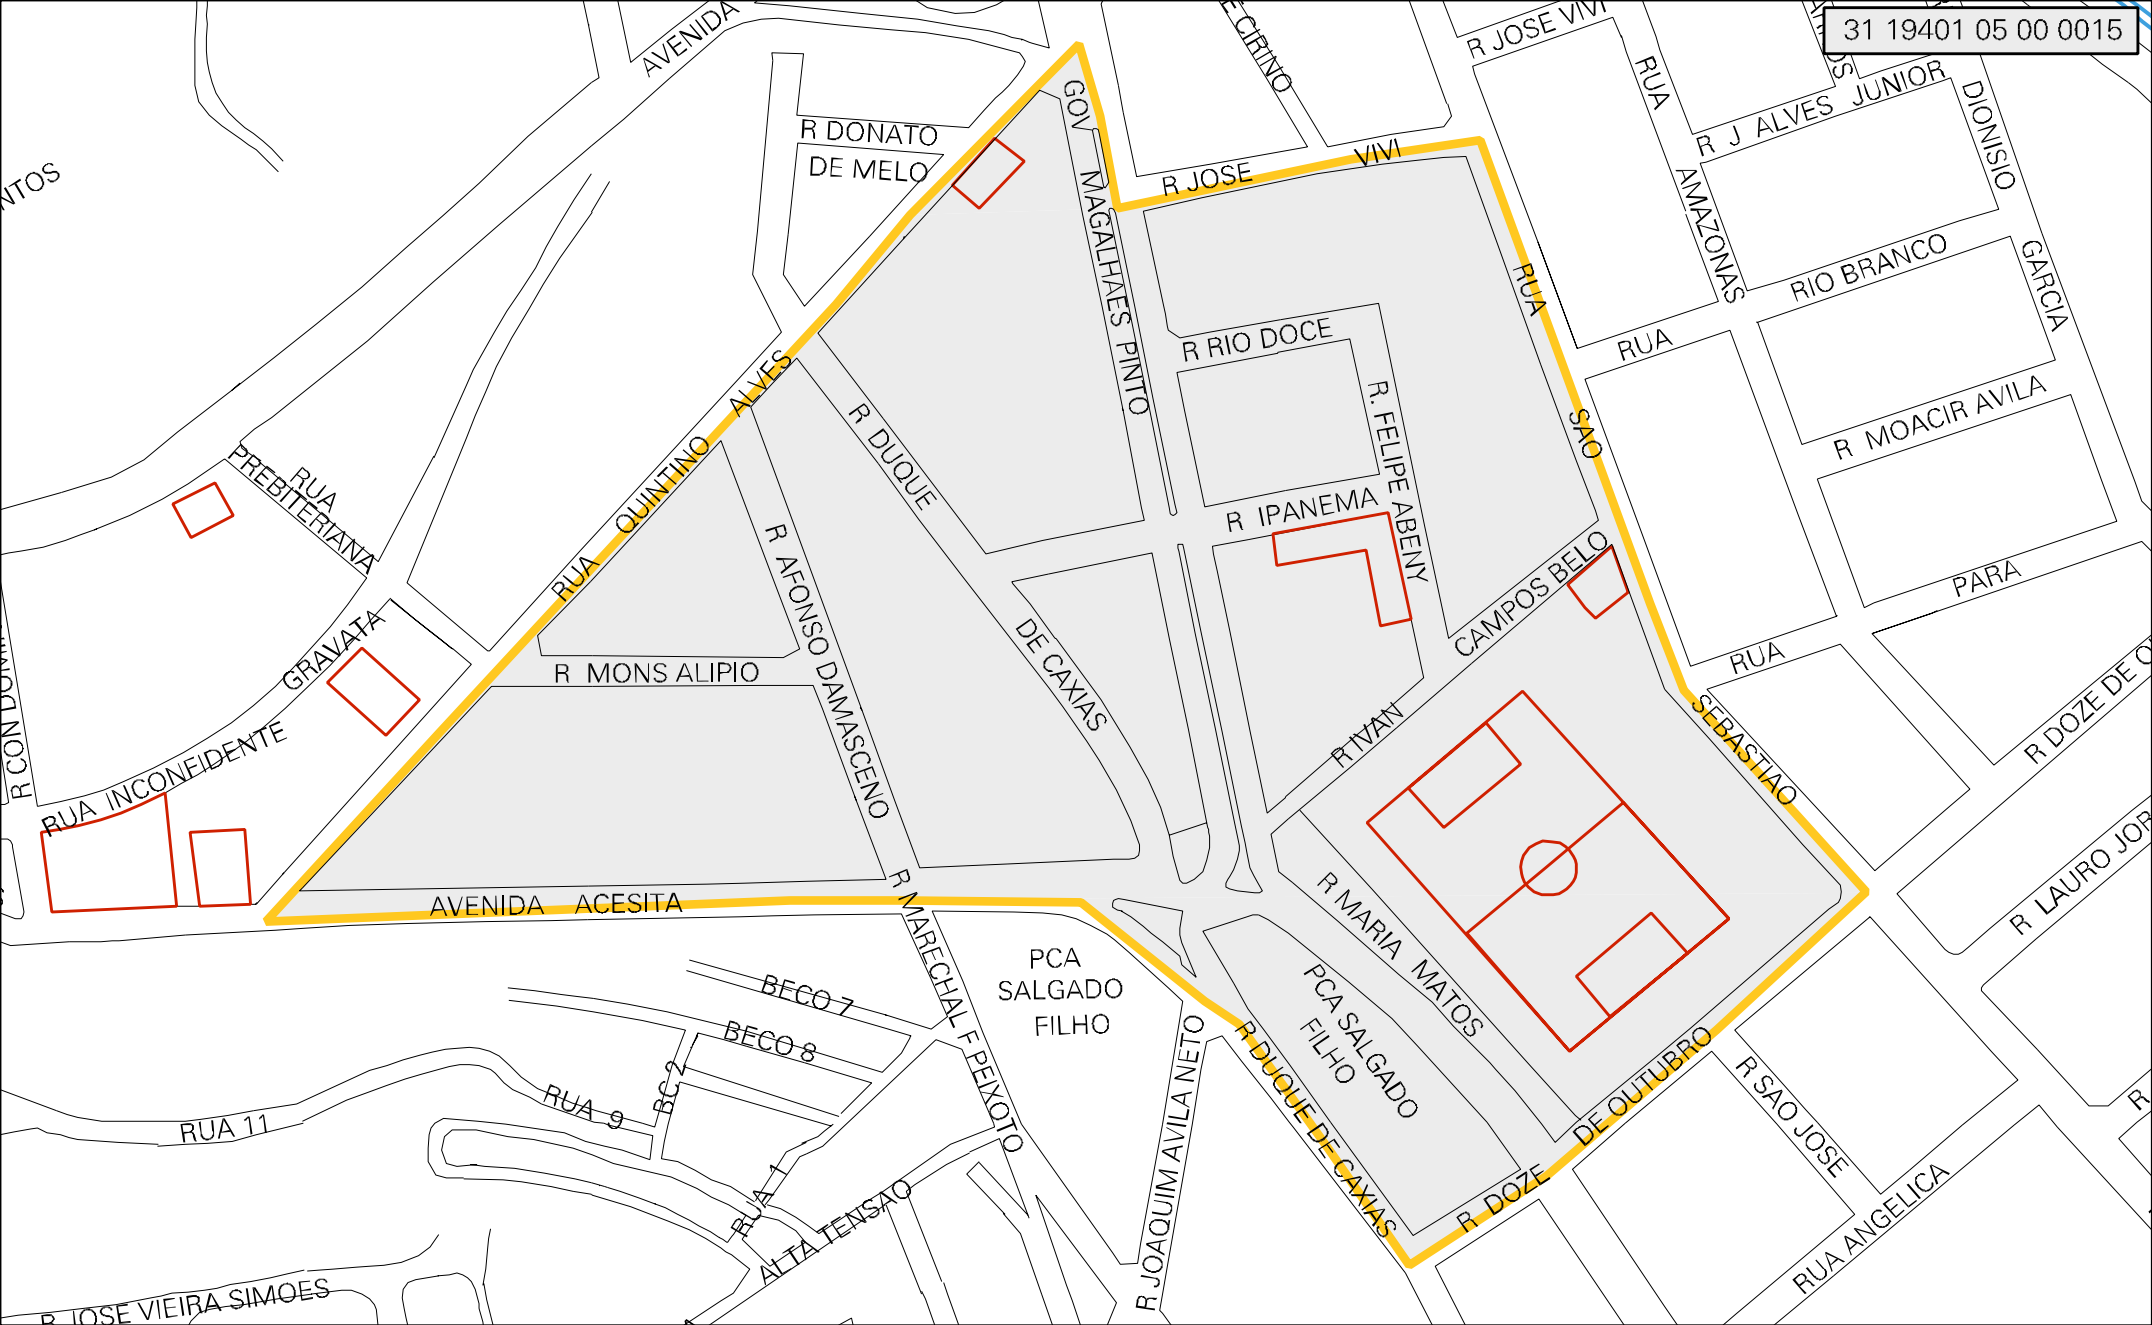 31 19401 05 00 0015
AVENIDA
E CIRINO
R JOSE VIVI
RUA
AMAZONAS
R J ALVES JUNIOR
DIONISIO
GARCIA
NTOS
R DONATO
DE MELO
GOV MAGALHAES PINTO
R JOSE VIVI
RUA SAO SEBASTIAO
RIO BRANCO
RUA
R RIO DOCE
R. FELIPE ABENY
R MOACIR AVILA
R IPANEMA
RUA QUINTINO ALVES
R DUQUE
DE CAXIAS
RUA
PREBITERIANA
R AFONSO DAMASCENO
CAMPOS BELO
R IVAN
PARA
RUA
GRAVATA
R MONS ALIPIO
R CON DOMIN
RUA INCONFIDENTE
R DOZE DE O
R LAURO JOR
AVENIDA ACESITA
R MARECHAL F PEIXOTO
R MARIA MATOS
PCA
SALGADO
FILHO
PCA SALGADO
FILHO
BECO 7
BECO 8
BC 2
RUA 9
RUA 11
RUA 1
ALTA TENSAO
R JOAQUIM AVILA NETO
R DUQUE DE CAXIAS
R DOZE DE OUTUBRO
R SAO JOSE
RUA ANGELICA
R
R JOSE VIEIRA SIMOES